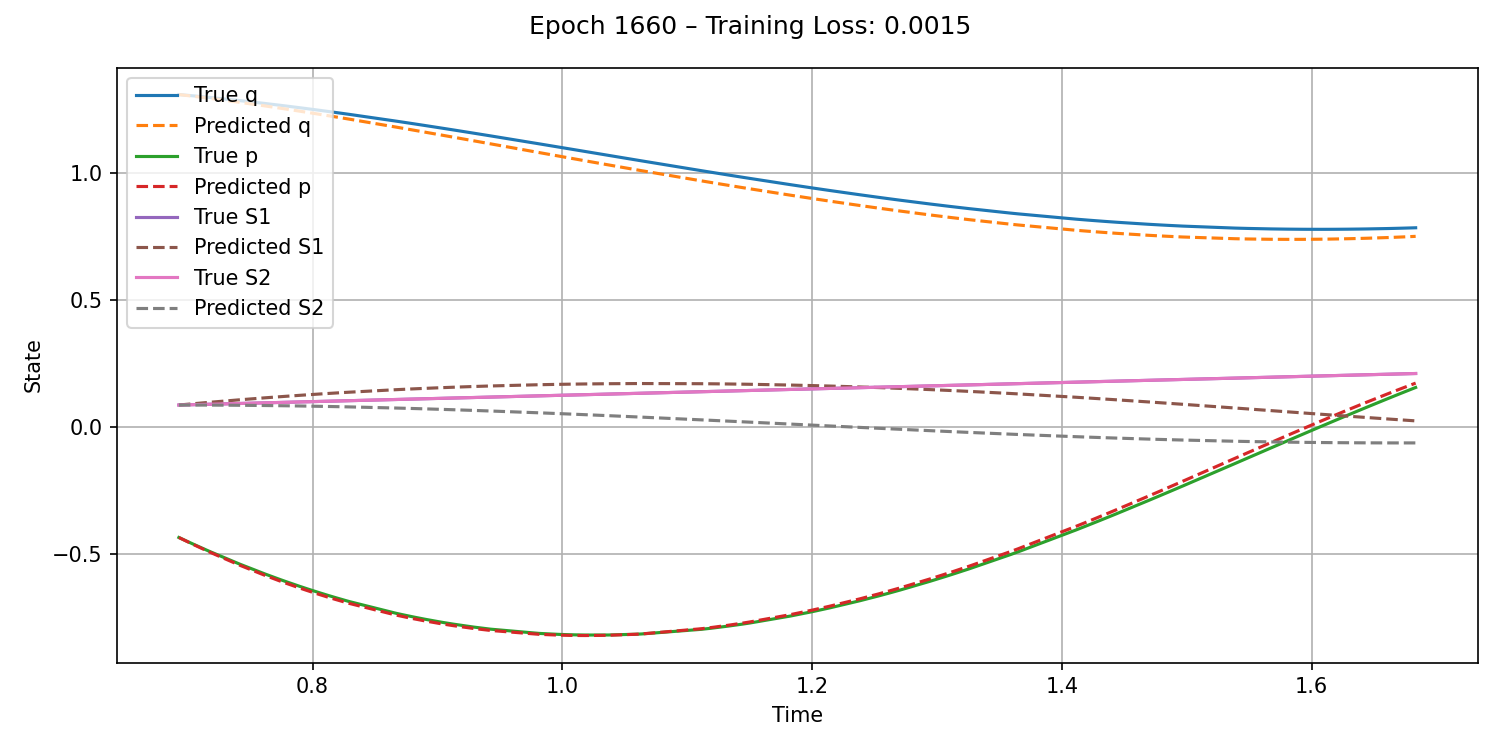 Epoch 1660 – Training Loss: 0.0015
True q
Predicted q
True p
Predicted p
True S1
Predicted S1
True S2
Predicted S2
1.0
0.5
0.0
−0.5
State
0.8
1.0
1.2
1.4
1.6
Time